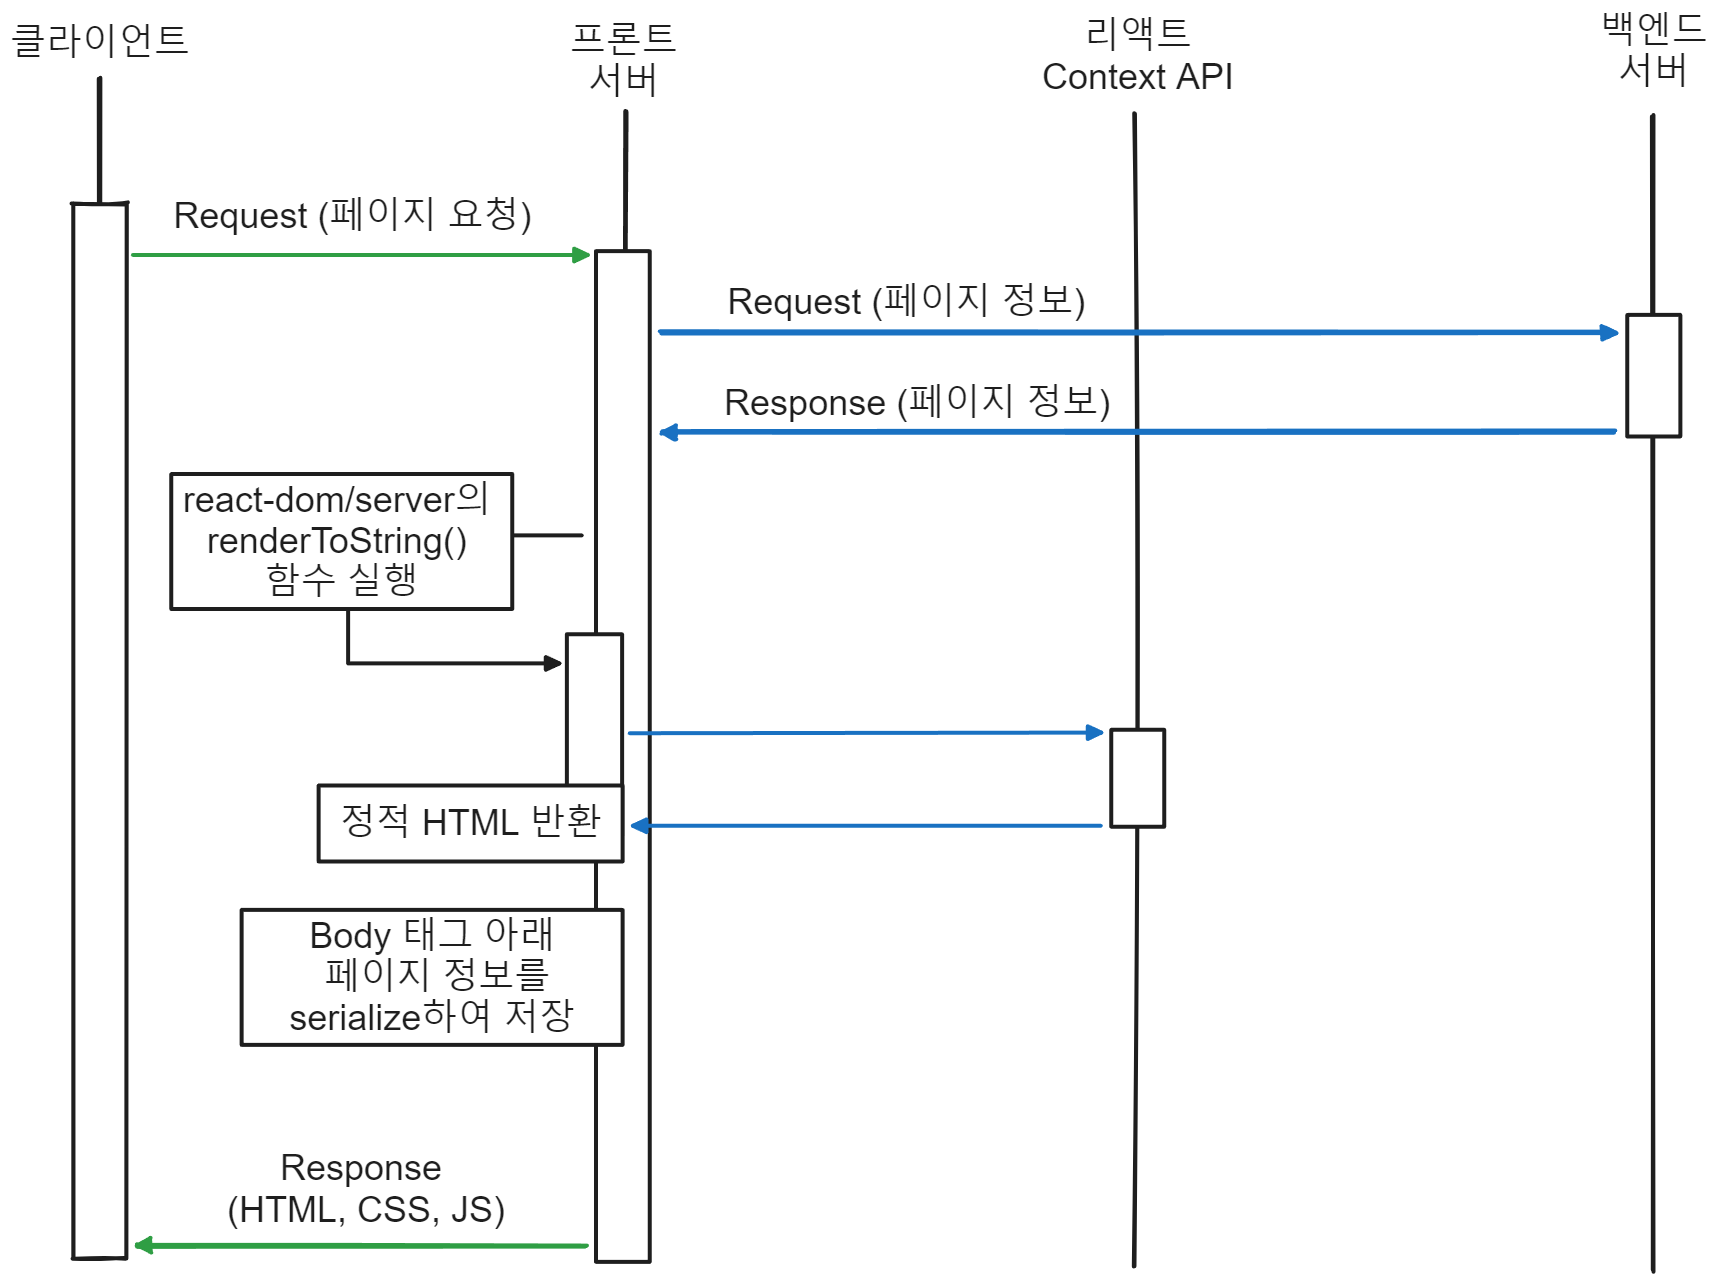 클라이언트
프론트
서버
리액트
Context API
백엔드
서버
Request (페이지 요청)
Request (페이지 정보)
Response (페이지 정보)
react-dom/server의
renderToString()
함수 실행
정적 HTML 반환
Body 태그 아래
페이지 정보를
serialize하여 저장
Response
(HTML, CSS, JS)